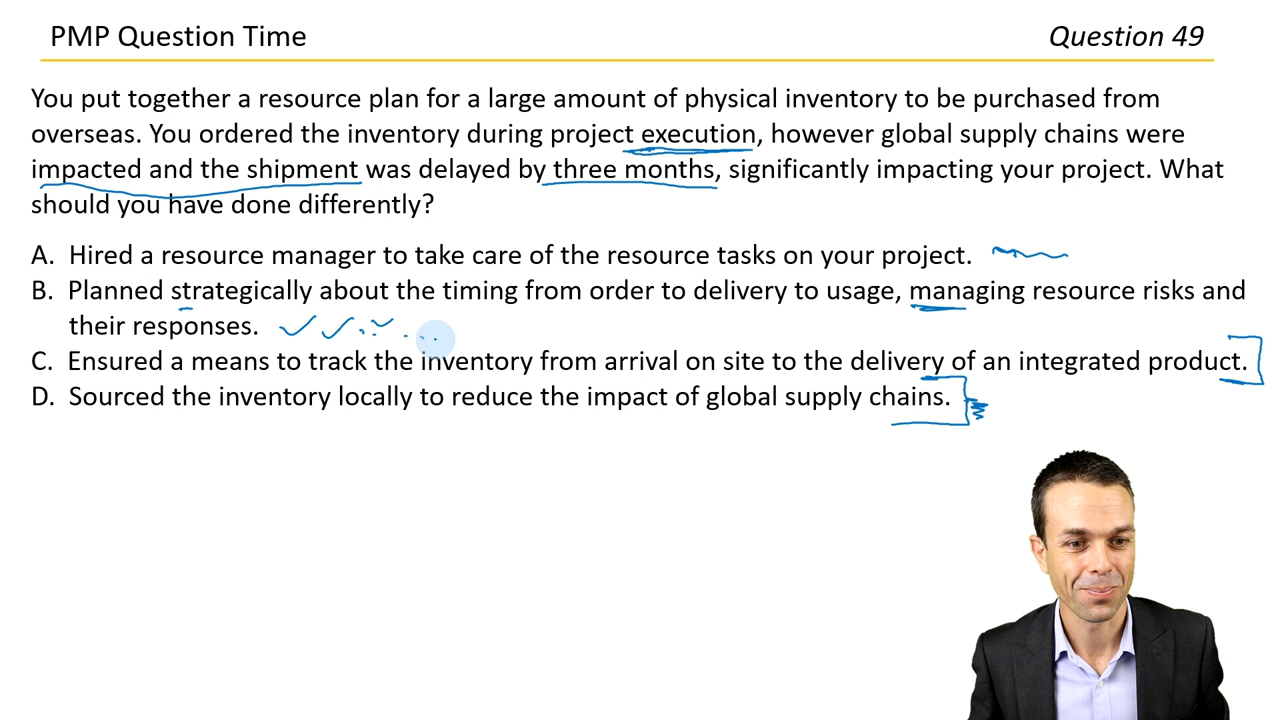 PMP Question Time
Question 49
You put together a resource plan for a large amount of physical inventory to be purchased from
overseas. You ordered the inventory during project execution, however global supply chains were
impacted and the shipment was delayed by three months, significantly impacting your project. What
should you have done differently?
A. Hired a resource manager to take care of the resource tasks on your project.
B. Planned strategically about the timing from order to delivery to usage, managing resource risks and
their responses.
C. Ensured a means to track the inventory from arrival on site to the delivery of an integrated product.
D. Sourced the inventory locally to reduce the impact of global supply chains.